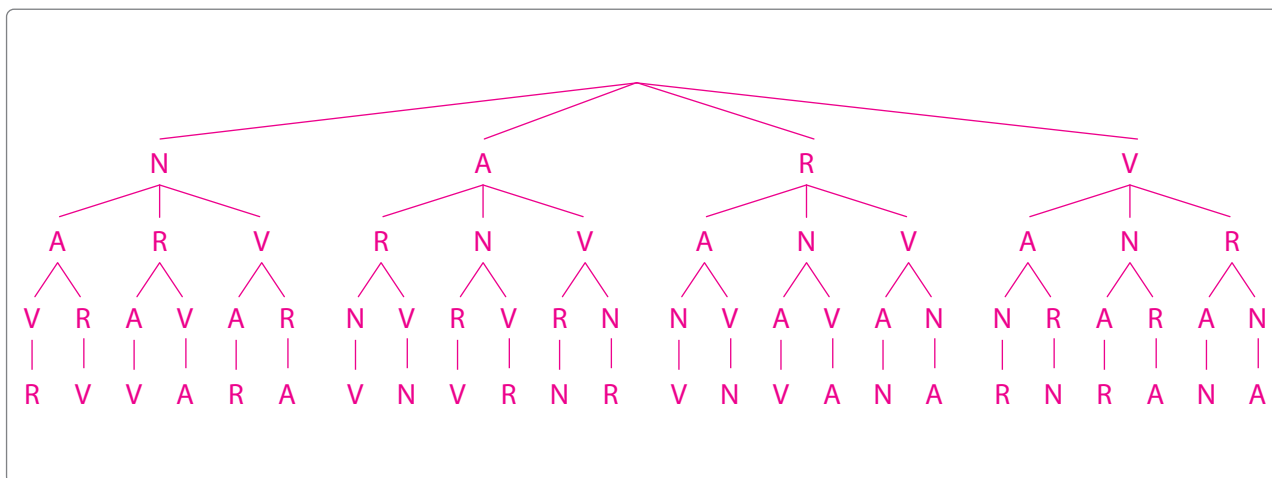 N A R V
A R V R N V A N V A N R
V R A V A R N V R V R N N V A V A N N R A R A N
R V V A R A V N V R N R V N V A N A R N R A N A